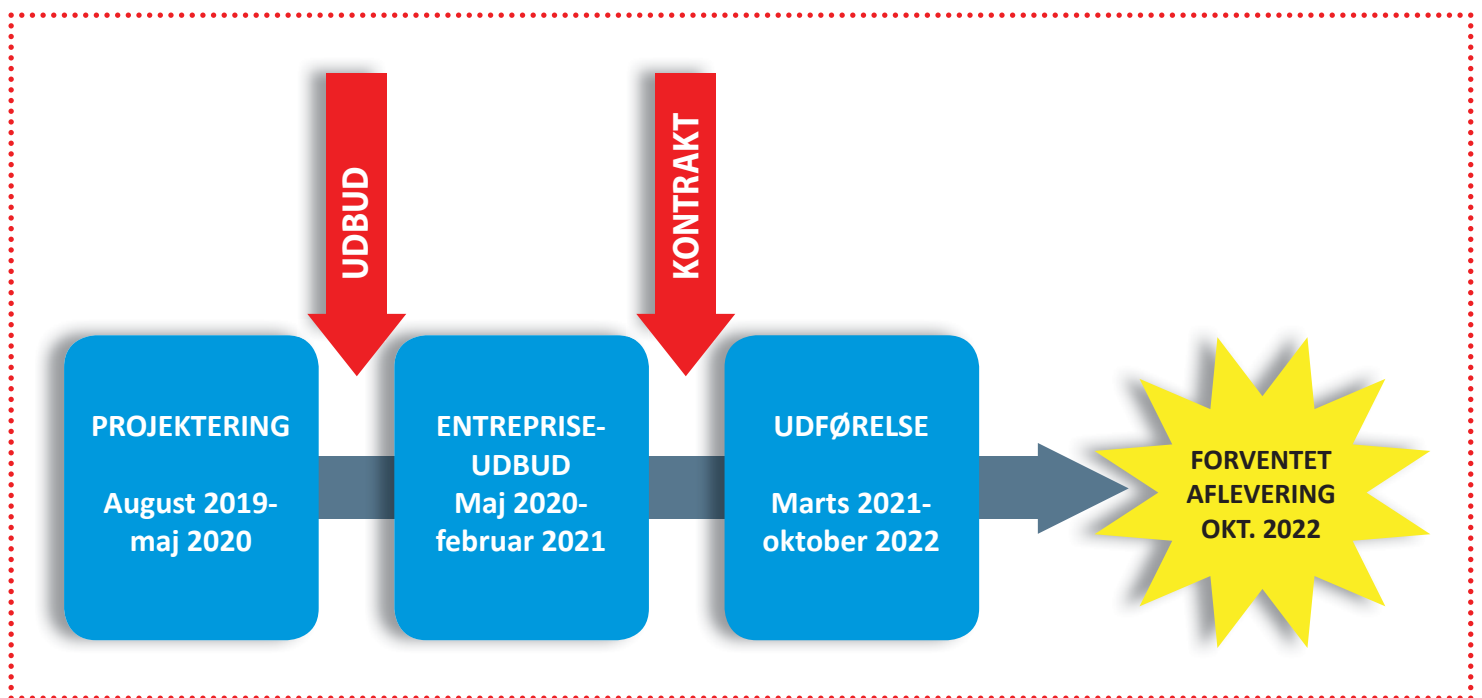 UDBUD
KONTRAKT
PROJEKTERING
August 2019-
maj 2020
ENTREPRISE-
UDBUD
Maj 2020-
februar 2021
UDFØRELSE
Marts 2021-
oktober 2022
FORVENTET
AFLEVERING
OKT. 2022